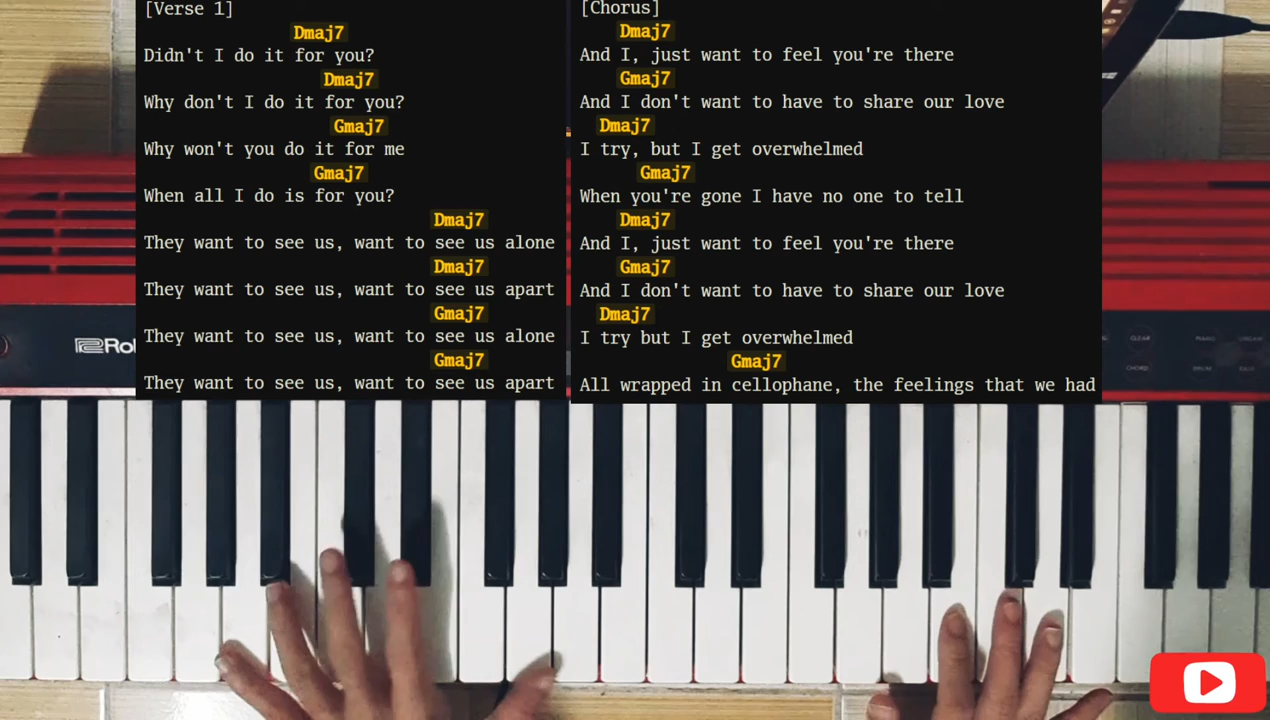 [Verse 1]
Dmaj7
Didn't I do it for you?
Dmaj7
Why don't I do it for you?
Gmaj7
Why won't you do it for me
Gmaj7
When all I do is for you?
Dmaj7
They want to see us, want to see us alone
Dmaj7
They want to see us, want to see us apart
Gmaj7
They want to see us, want to see us alone
Gmaj7
They want to see us, want to see us apart
[Chorus]
Dmaj7
And I, just want to feel you're there
Gmaj7
And I don't want to have to share our love
Dmaj7
I try, but I get overwhelmed
Gmaj7
When you're gone I have no one to tell
Dmaj7
And I, just want to feel you're there
Gmaj7
And I don't want to have to share our love
Dmaj7
I try but I get overwhelmed
Gmaj7
All wrapped in cellophane, the feelings that we had
Rol
CLEAR
CHORD
PIANO
DRUM